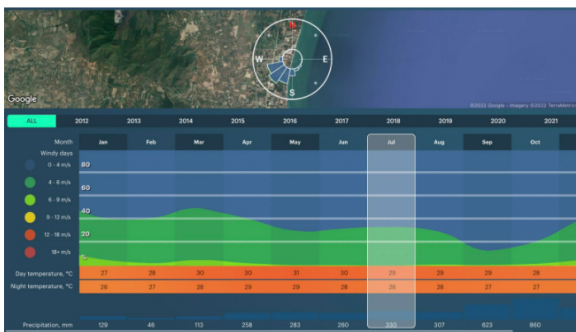 W E
S
Google
©2022 Google - Imagery ©2022 TerraMetrics
ALL 2012 2013 2014 2015 2016 2017 2018 2019 2020 2021
Month Jan Feb Mar Apr May Jun Jul Aug Sep Oct
Windy days
0 - 4 m/s 80
4 - 6 m/s 60
6 - 9 m/s 40
9 - 12 m/s 20
12 - 18 m/s
18+ m/s
Day temperature, °C 27 28 30 30 31 30 29 29 29 28
Night temperature, °C 26 27 28 29 29 28 28 28 27 27
Precipitation, mm 129 46 113 258 283 260 330 307 623 860